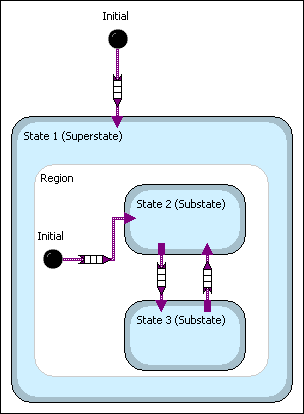 Initial
State 1 (Superstate)
Region
State 2 (Substate)
Initial
State 3 (Substate)